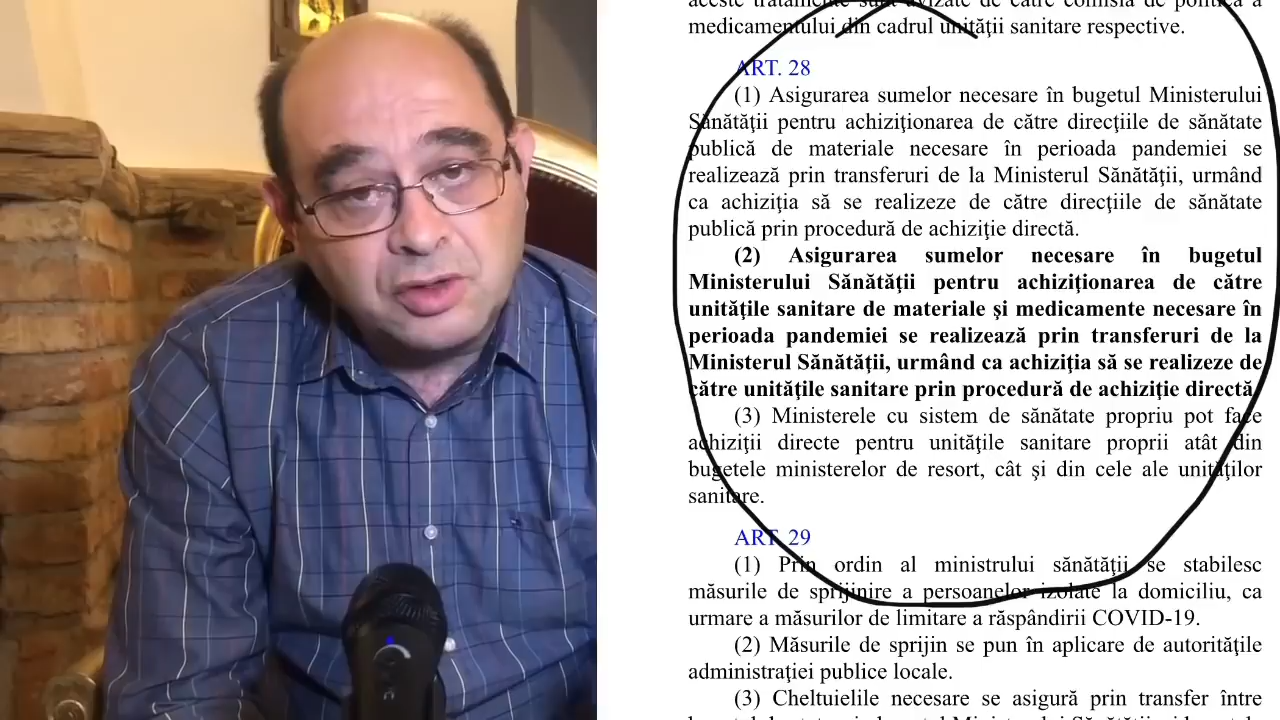 medicamentului din cadrul unităţii sanitare respective.
ART. 28
(1) Asigurarea sumelor necesare în bugetul Ministerului
Sănătăţii pentru achiziţionarea de către direcţiile de sănătate
publică de materiale necesare în perioada pandemiei se
realizează prin transferuri de la Ministerul Sănătăţii, urmând
ca achiziţia să se realizeze de către direcţiile de sănătate
publică prin procedură de achiziţie directă.
(2) Asigurarea sumelor necesare în bugetul
Ministerului Sănătăţii pentru achiziţionarea de către
unităţile sanitare de materiale şi medicamente necesare în
perioada pandemiei se realizează prin transferuri de la
Ministerul Sănătăţii, urmând ca achiziţia să se realizeze de
către unităţile sanitare prin procedură de achiziţie directă.
(3) Ministerele cu sistem de sănătate propriu pot face
achiziţii directe pentru unităţile sanitare proprii atât din
bugetele ministerelor de resort, cât şi din cele ale unităţilor
sanitare.
ART. 29
(1) Prin ordin al ministrului sănătăţii se stabilesc
măsurile de sprijinire a persoanelor izolate la domiciliu, ca
urmare a măsurilor de limitare a răspândirii COVID-19.
(2) Măsurile de sprijin se pun în aplicare de autorităţile
administraţiei publice locale.
(3) Cheltuielile necesare se asigură prin transfer între